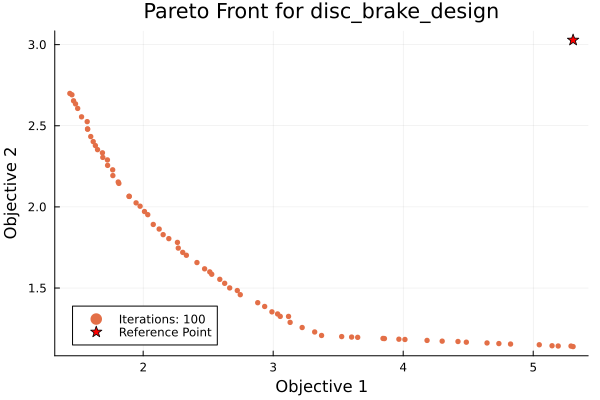 Pareto Front for disc_brake_design
3.0
2.5
2.0
1.5
Objective 2
Iterations: 100
Reference Point
2 3 4 5
Objective 1